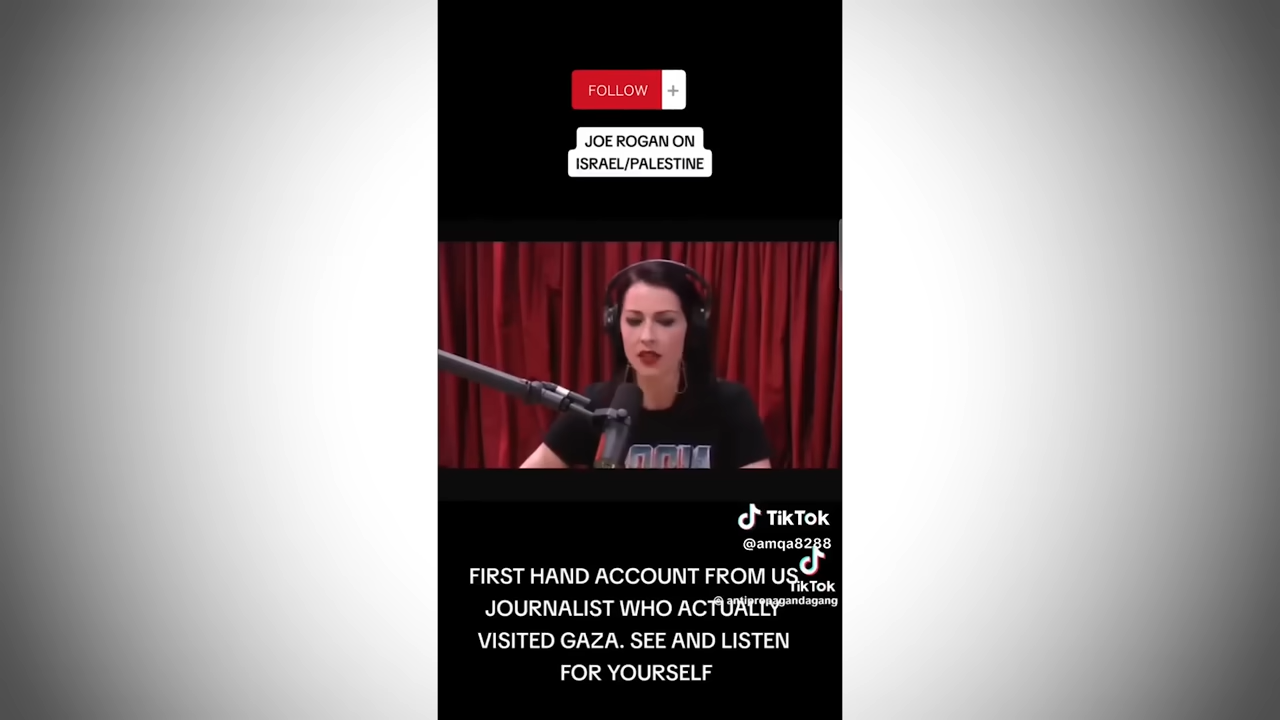 FOLLOW +
JOE ROGAN ON
ISRAEL/PALESTINE
TikTok
@amqa8288
FIRST HAND ACCOUNT FROM US
TikTok
@ antipropagandagang
JOURNALIST WHO ACTUALLY
VISITED GAZA. SEE AND LISTEN
FOR YOURSELF